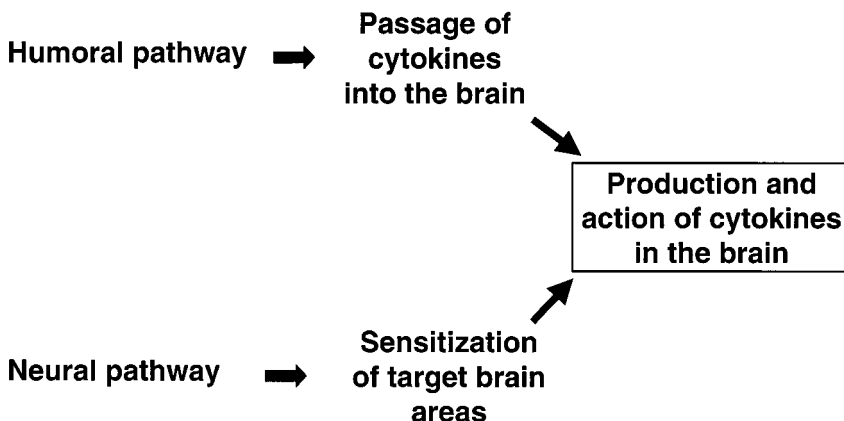 Humoral pathway
Passage of
cytokines
into the brain
Production and
action of cytokines
in the brain
Neural pathway
Sensitization
of target brain
areas